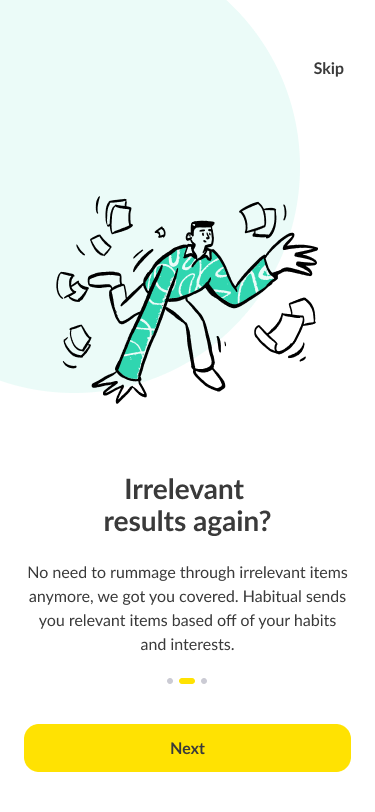 Skip
Irrelevant
results again?
No need to rummage through irrelevant items
anymore, we got you covered. Habitual sends
you relevant items based off of your habits
and interests.
Next